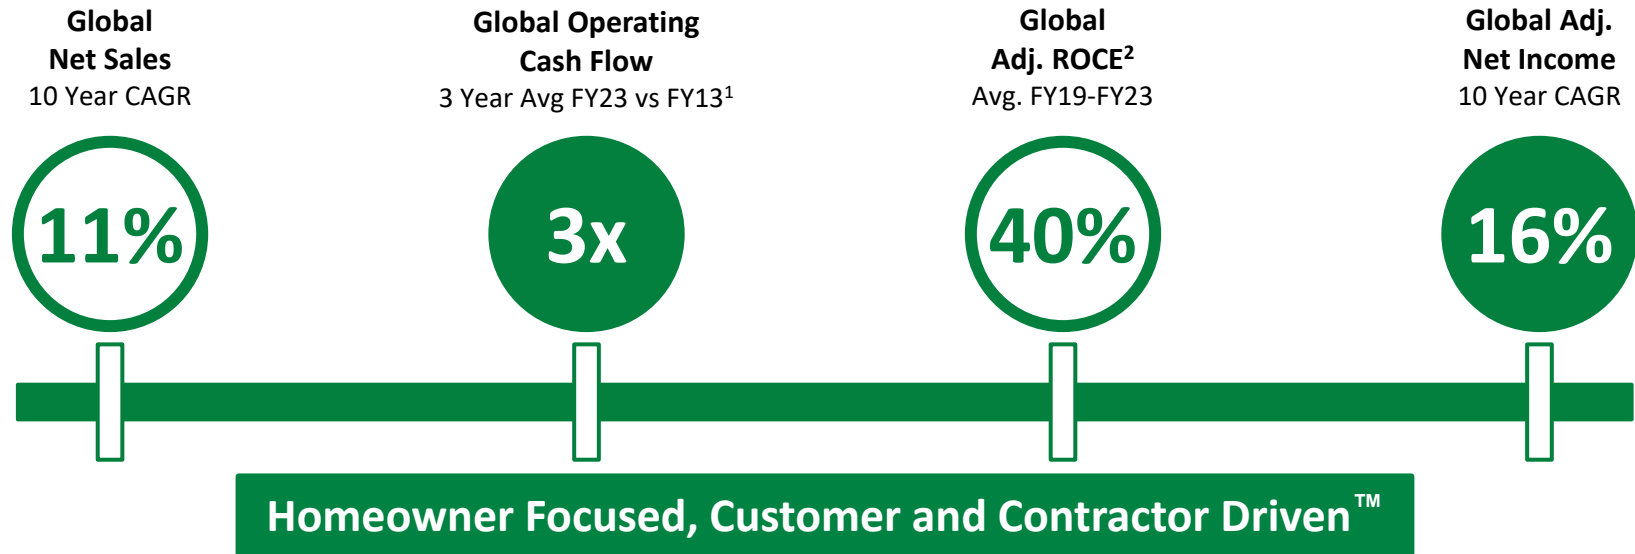 Global
Net Sales
10 Year CAGR
11%
Global Operating
Cash Flow
3 Year Avg FY23 vs FY13¹
3x
Global
Adj. ROCE²
Avg. FY19-FY23
40%
Global Adj.
Net Income
10 Year CAGR
16%
Homeowner Focused, Customer and Contractor Driven™